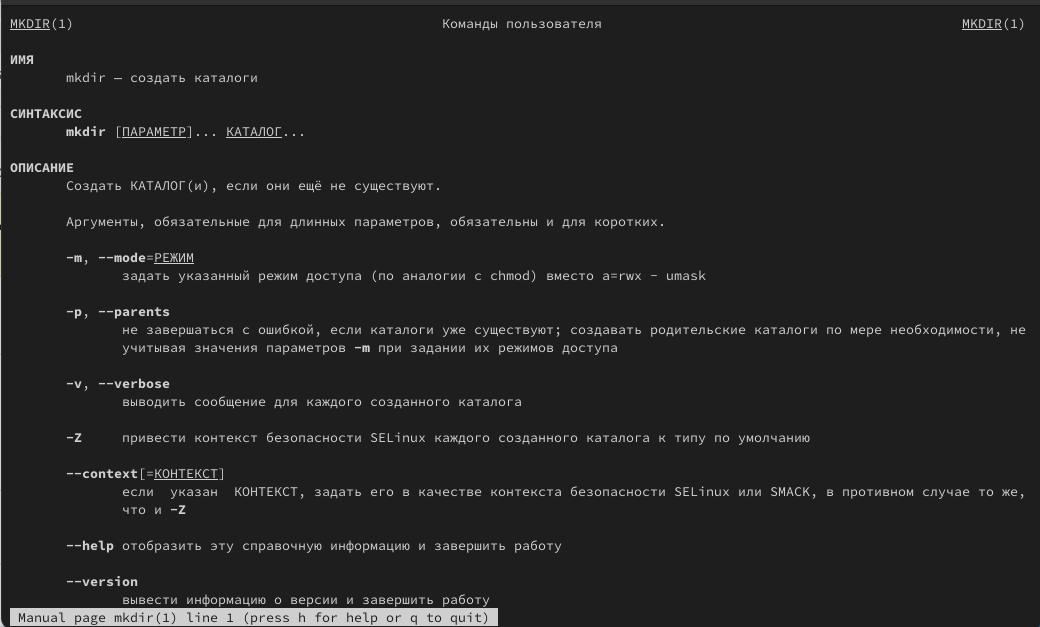 MKDIR(1) Команды пользователя MKDIR(1)
ИМЯ
mkdir – создать каталоги
СИНТАКСИС
mkdir [ПАРАМЕТР]... КАТАЛОГ...
ОПИСАНИЕ
Создать КАТАЛОГ(и), если они ещё не существуют.
Аргументы, обязательные для длинных параметров, обязательны и для коротких.
-m, --mode=РЕЖИМ
задать указанный режим доступа (по аналогии с chmod) вместо a=rwx - umask
-p, --parents
не завершаться с ошибкой, если каталоги уже существуют; создавать родительские каталоги по мере необходимости, не
учитывая значения параметров -m при задании их режимов доступа
-v, --verbose
выводить сообщение для каждого созданного каталога
-Z привести контекст безопасности SELinux каждого созданного каталога к типу по умолчанию
--context[=КОНТЕКСТ]
если указан КОНТЕКСТ, задать его в качестве контекста безопасности SELinux или SMACK, в противном случае то же,
что и -Z
--help отобразить эту справочную информацию и завершить работу
--version
вывести информацию о версии и завершить работу
Manual page mkdir(1) line 1 (press h for help or q to quit)